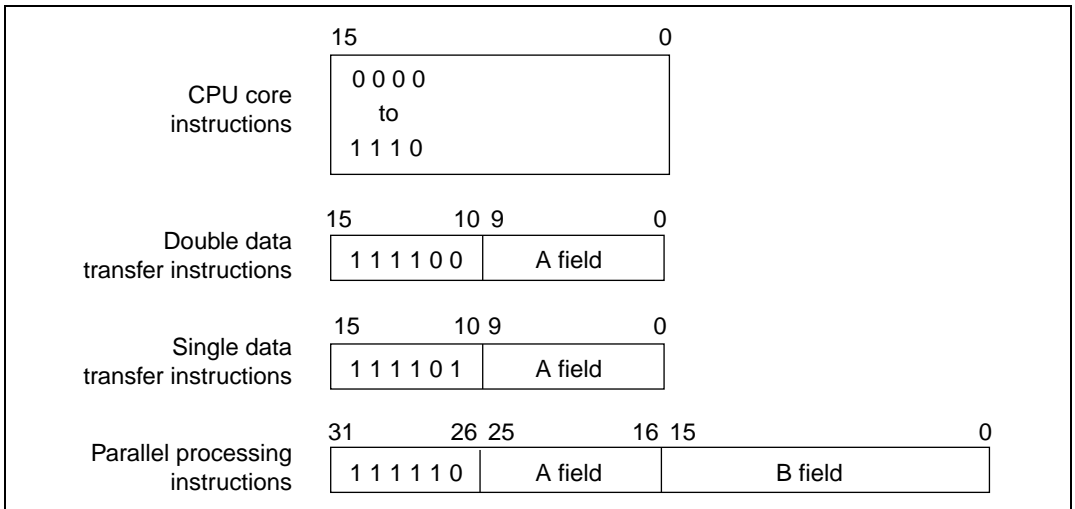 15 0
CPU core
instructions
0 0 0 0
to
1 1 1 0
15 10 9 0
Double data
transfer instructions
1 1 1 1 0 0 A field
15 10 9 0
Single data
transfer instructions
1 1 1 1 0 1 A field
31 26 25 16 15 0
Parallel processing
instructions
1 1 1 1 1 0 A field B field